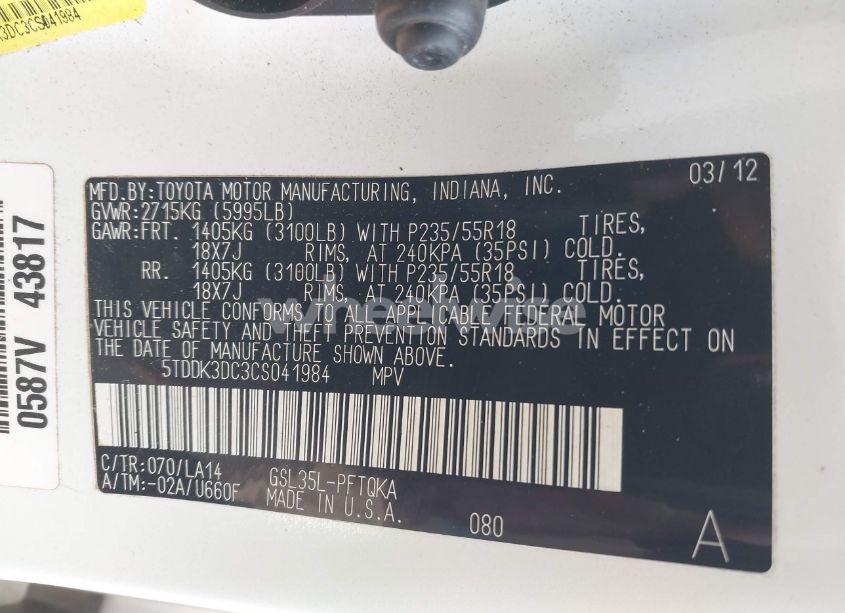 3DC3CS041984
0587V 43817
MFD.BY:TOYOTA MOTOR MANUFACTURING, INDIANA, INC. 03/12
GVWR:2715KG (5995LB)
GAWR:FRT. 1405KG (3100LB) WITH P235/55R18 TIRES,
18X7J RIMS, AT 240KPA (35PSI) COLD.
RR. 1405KG (3100LB) WITH P235/55R18 TIRES,
18X7J RIMS, AT 240KPA (35PSI) COLD.
THIS VEHICLE CONFORMS TO ALL APPLICABLE FEDERAL MOTOR
VEHICLE SAFETY AND THEFT PREVENTION STANDARDS IN EFFECT ON
THE DATE OF MANUFACTURE SHOWN ABOVE.
5TDDK3DC3CS041984 MPV
C/TR:070/LA14 GSL35L-PFTQKA
A/TM:-02A/U660F MADE IN U.S.A.
080
A
wheelwise